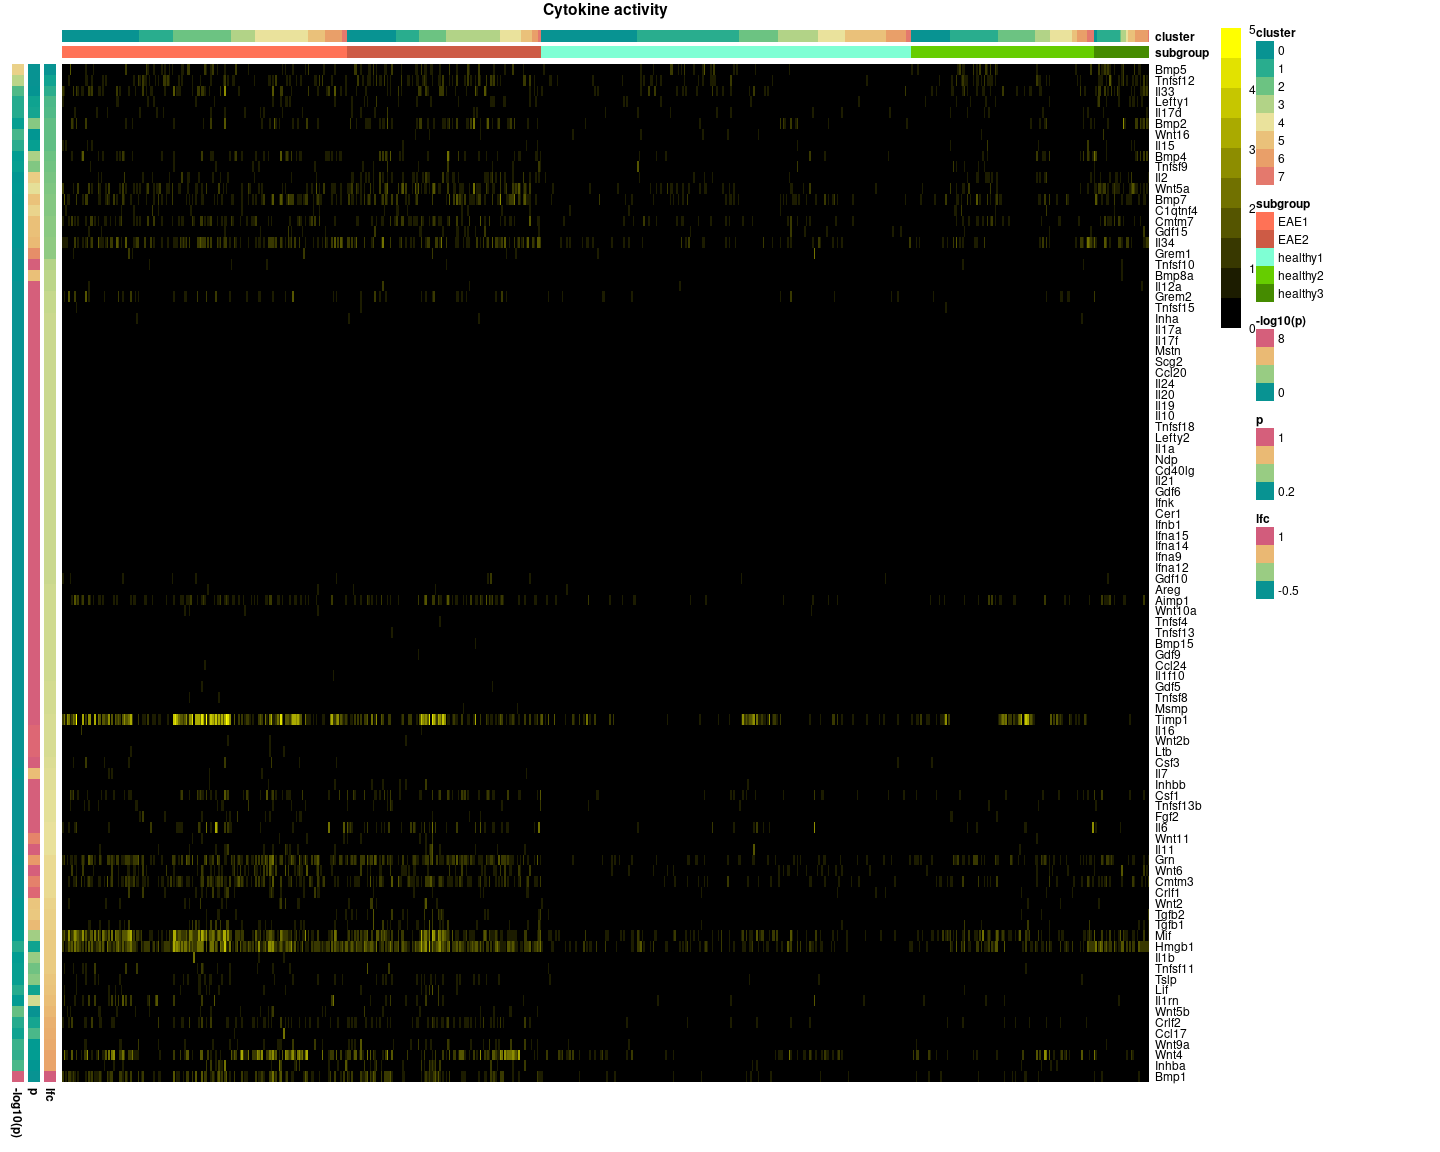 Cytokine activity
cluster
subgroup
Bmp5
Tnfsf12
Il33
Lefty1
Il17d
Bmp2
Wnt16
Il15
Bmp4
Tnfsf9
Il2
Wnt5a
Bmp7
C1qtnf4
Cmtm7
Gdf15
Il34
Grem1
Tnfsf10
Bmp8a
Il12a
Grem2
Tnfsf15
Inha
Il17a
Il17f
Mstn
Scg2
Ccl20
Il24
Il20
Il19
Il10
Tnfsf18
Lefty2
Il1a
Ndp
Cd40lg
Il21
Gdf6
Ifnk
Cer1
Ifnb1
Ifna15
Ifna14
Ifna9
Ifna12
Gdf10
Areg
Aimp1
Wnt10a
Tnfsf4
Tnfsf13
Bmp15
Gdf9
Ccl24
Il1f10
Gdf5
Tnfsf8
Msmp
Timp1
Il16
Wnt2b
Ltb
Csf3
Il7
Inhbb
Csf1
Tnfsf13b
Fgf2
Il6
Wnt11
Il11
Grn
Wnt6
Cmtm3
Crlf1
Wnt2
Tgfb2
Tgfb1
Mif
Hmgb1
Il1b
Tnfsf11
Tslp
Lif
Il1rn
Wnt5b
Crlf2
Ccl17
Wnt9a
Wnt4
Inhba
Bmp1
-log10(p)
p
lfc
5
4
3
2
1
0
cluster
0
1
2
3
4
5
6
7
subgroup
EAE1
EAE2
healthy1
healthy2
healthy3
-log10(p)
8
0
p
1
0.2
lfc
1
-0.5